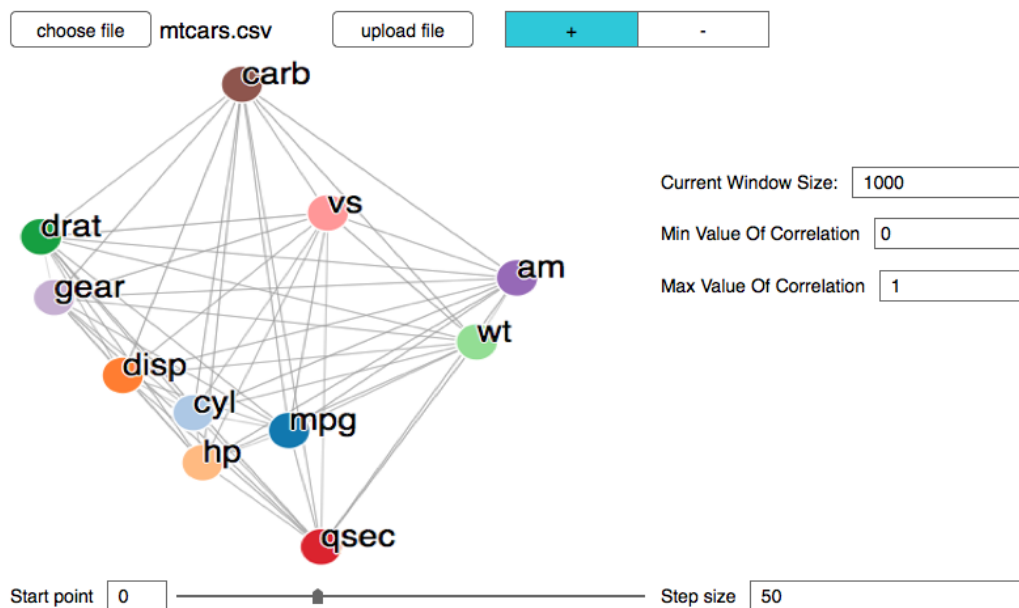 choose file mtcars.csv upload file + -
carb
vs
drat
am
gear
wt
disp
cyl
mpg
hp
qsec
Current Window Size: 1000
Min Value Of Correlation 0
Max Value Of Correlation 1
Start point 0 Step size 50